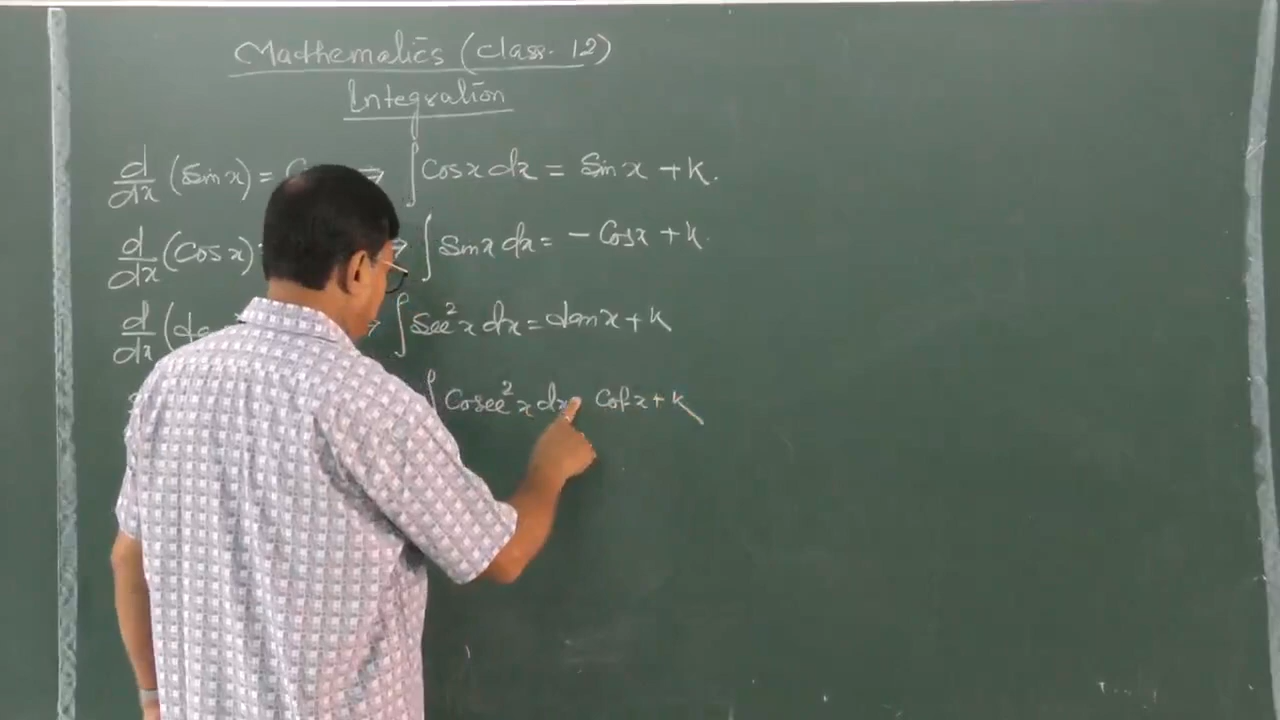 Mathematics (Class-12)
Integration
d/dx (Sin x) = ⇒ ∫ Cos x dx = Sin x + K.
d/dx (Cos x) ⇒ ∫ Sin x dx = - Cos x + K.
d/dx ( ⇒ ∫ Sec² x dx = tan x + K
∫ Cosec² x dx Cot x + K